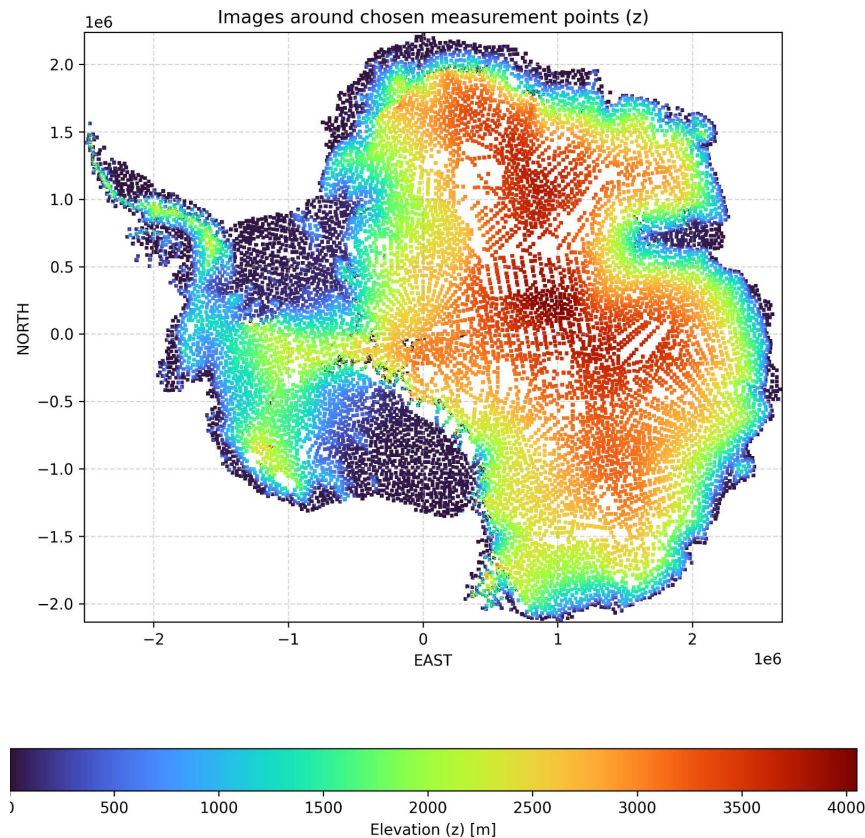 Images around chosen measurement points (z)
1e6
2.0
1.5
1.0
0.5
0.0
−0.5
−1.0
−1.5
−2.0
NORTH
−2 −1 0 1 2
EAST
1e6
0 500 1000 1500 2000 2500 3000 3500 4000
Elevation (z) [m]